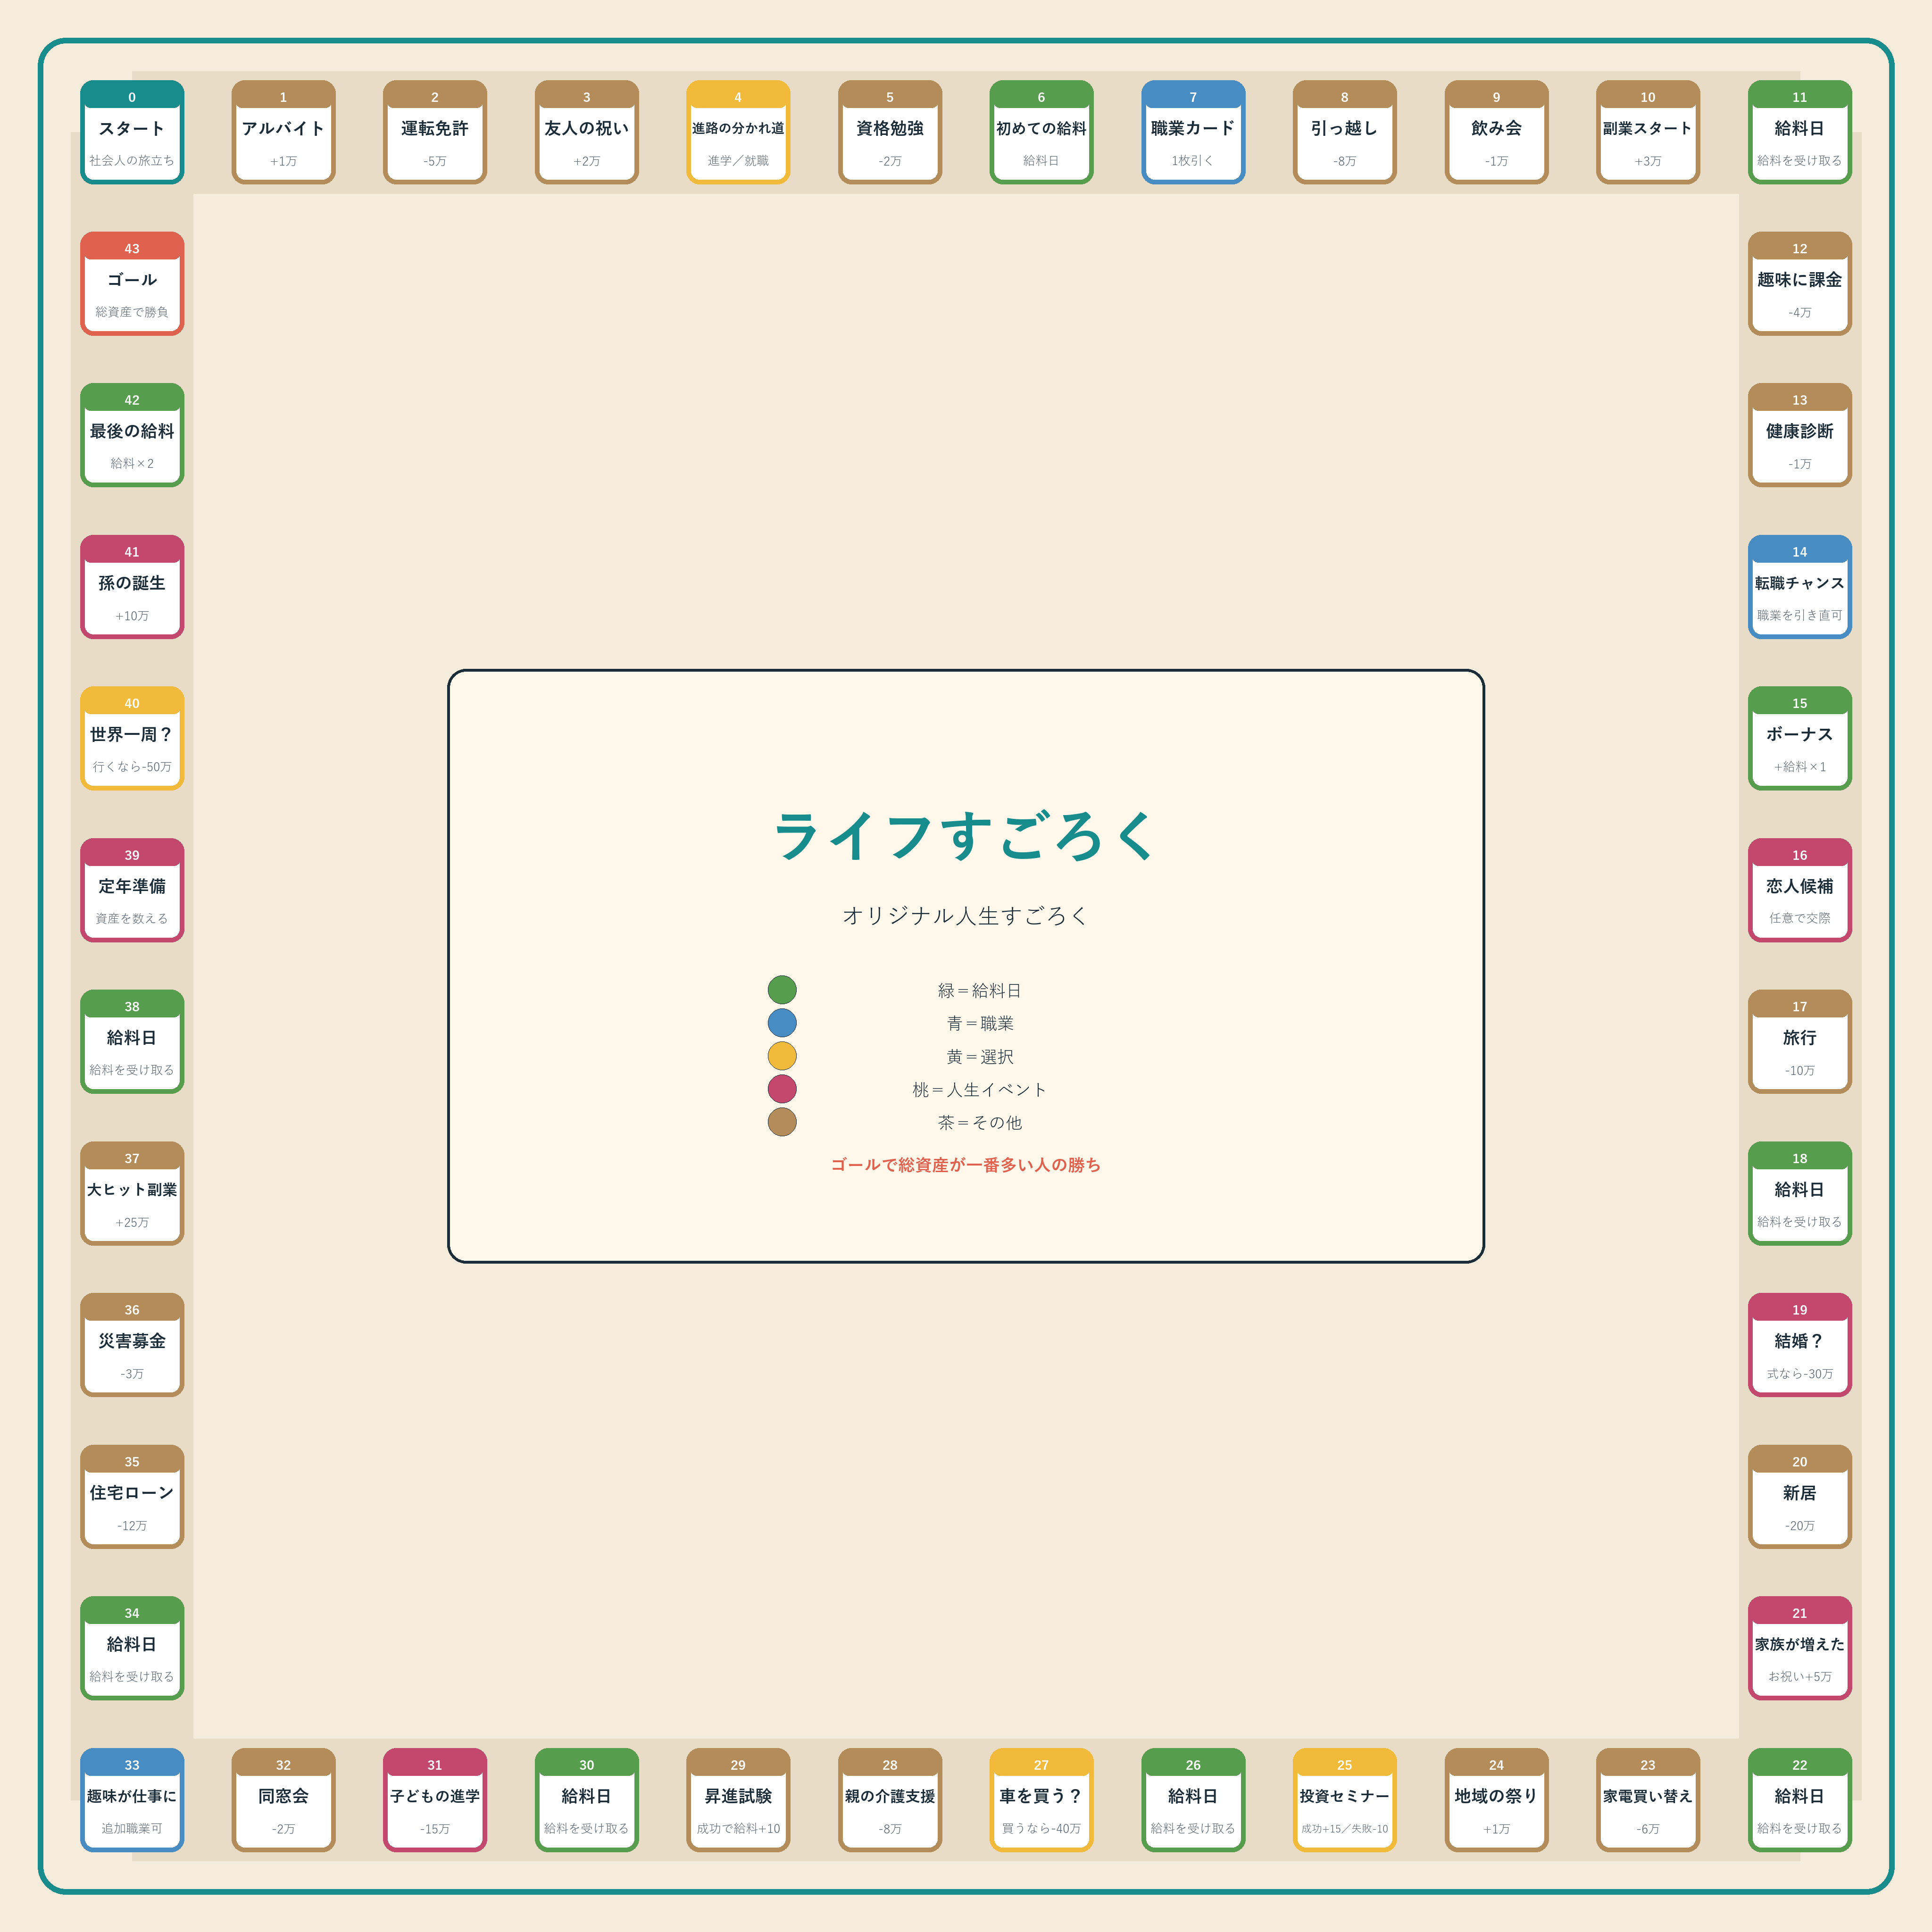 0
スタート
社会人の旅立ち
1
アルバイト
+1万
2
運転免許
-5万
3
友人の祝い
+2万
4
進路の分かれ道
進学／就職
5
資格勉強
-2万
6
初めての給料
給料日
7
職業カード
1枚引く
8
引っ越し
-8万
9
飲み会
-1万
10
副業スタート
+3万
11
給料日
給料を受け取る
12
趣味に課金
-4万
13
健康診断
-1万
14
転職チャンス
職業を引き直可
15
ボーナス
+給料×1
16
恋人候補
任意で交際
17
旅行
-10万
18
給料日
給料を受け取る
19
結婚？
式なら-30万
20
新居
-20万
21
家族が増えた
お祝い+5万
22
給料日
給料を受け取る
23
家電買い替え
-6万
24
地域の祭り
+1万
25
投資セミナー
成功+15／失敗-10
26
給料日
給料を受け取る
27
車を買う？
買うなら-40万
28
親の介護支援
-8万
29
昇進試験
成功で給料+10
30
給料日
給料を受け取る
31
子どもの進学
-15万
32
同窓会
-2万
33
趣味が仕事に
追加職業可
34
給料日
給料を受け取る
35
住宅ローン
-12万
36
災害募金
-3万
37
大ヒット副業
+25万
38
給料日
給料を受け取る
39
定年準備
資産を数える
40
世界一周？
行くなら-50万
41
孫の誕生
+10万
42
最後の給料
給料×2
43
ゴール
総資産で勝負
ライフすごろく
オリジナル人生すごろく
緑＝給料日
青＝職業
黄＝選択
桃＝人生イベント
茶＝その他
ゴールで総資産が一番多い人の勝ち